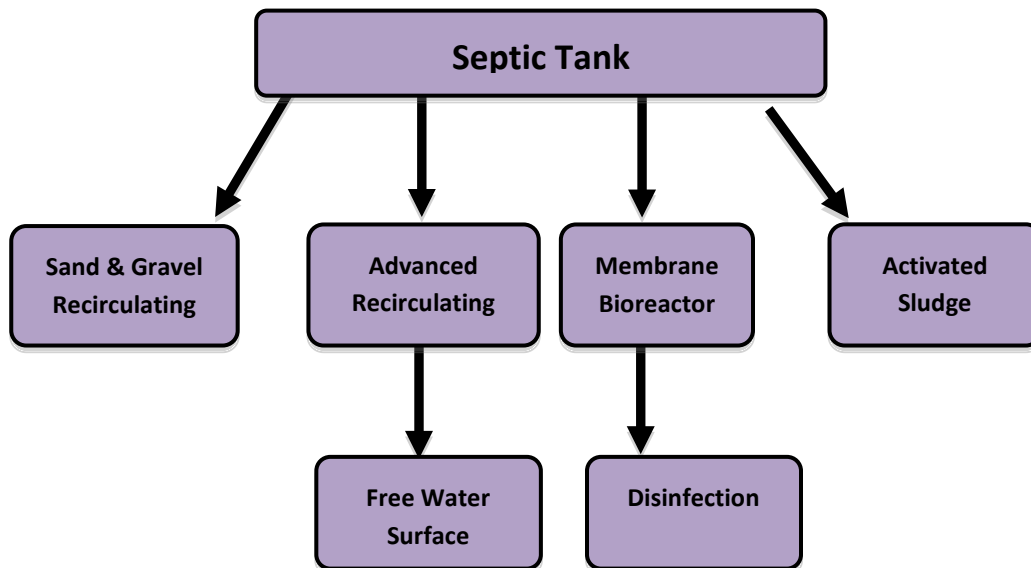 Septic Tank
Sand & Gravel
Recirculating
Advanced
Recirculating
Membrane
Bioreactor
Activated
Sludge
Free Water
Surface
Disinfection